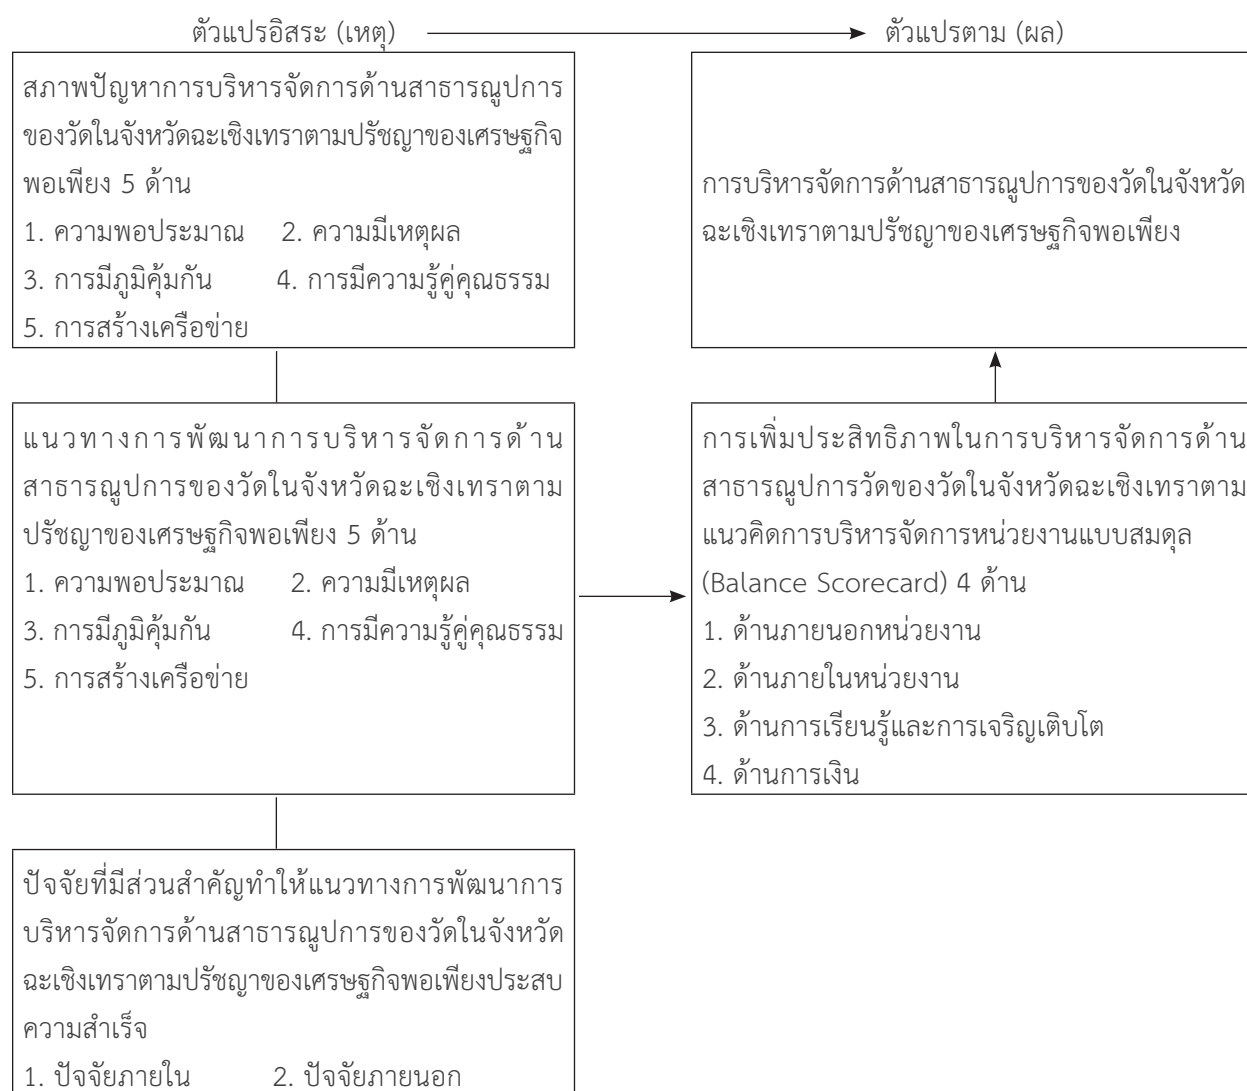 ตัวแปรอิสระ (เหตุ)
ตัวแปรตาม (ผล)
สภาพปัญหาการบริหารจัดการด้านสาธารณูปการ
ของวัดในจังหวัดฉะเชิงเทราตามปรัชญาของเศรษฐกิจ
พอเพียง 5 ด้าน
1. ความพอประมาณ 2. ความมีเหตุผล
3. การมีภูมิคุ้มกัน 4. การมีความรู้คู่คุณธรรม
5. การสร้างเครือข่าย
การบริหารจัดการด้านสาธารณูปการของวัดในจังหวัด
ฉะเชิงเทราตามปรัชญาของเศรษฐกิจพอเพียง
แนวทางการพัฒนาการบริหารจัดการด้าน
สาธารณูปการของวัดในจังหวัดฉะเชิงเทราตาม
ปรัชญาของเศรษฐกิจพอเพียง 5 ด้าน
1. ความพอประมาณ 2. ความมีเหตุผล
3. การมีภูมิคุ้มกัน 4. การมีความรู้คู่คุณธรรม
5. การสร้างเครือข่าย
การเพิ่มประสิทธิภาพในการบริหารจัดการด้าน
สาธารณูปการวัดของวัดในจังหวัดฉะเชิงเทราตาม
แนวคิดการบริหารจัดการหน่วยงานแบบสมดุล
(Balance Scorecard) 4 ด้าน
1. ด้านภายนอกหน่วยงาน
2. ด้านภายในหน่วยงาน
3. ด้านการเรียนรู้และการเจริญเติบโต
4. ด้านการเงิน
ปัจจัยที่มีส่วนสำคัญทำให้แนวทางการพัฒนาการ
บริหารจัดการด้านสาธารณูปการของวัดในจังหวัด
ฉะเชิงเทราตามปรัชญาของเศรษฐกิจพอเพียงประสบ
ความสำเร็จ
1. ปัจจัยภายใน 2. ปัจจัยภายนอก